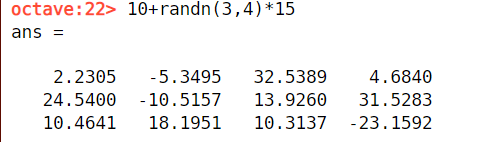 octave:22> 10+randn(3,4)*15
ans =
2.2305 -5.3495 32.5389 4.6840
24.5400 -10.5157 13.9260 31.5283
10.4641 18.1951 10.3137 -23.1592